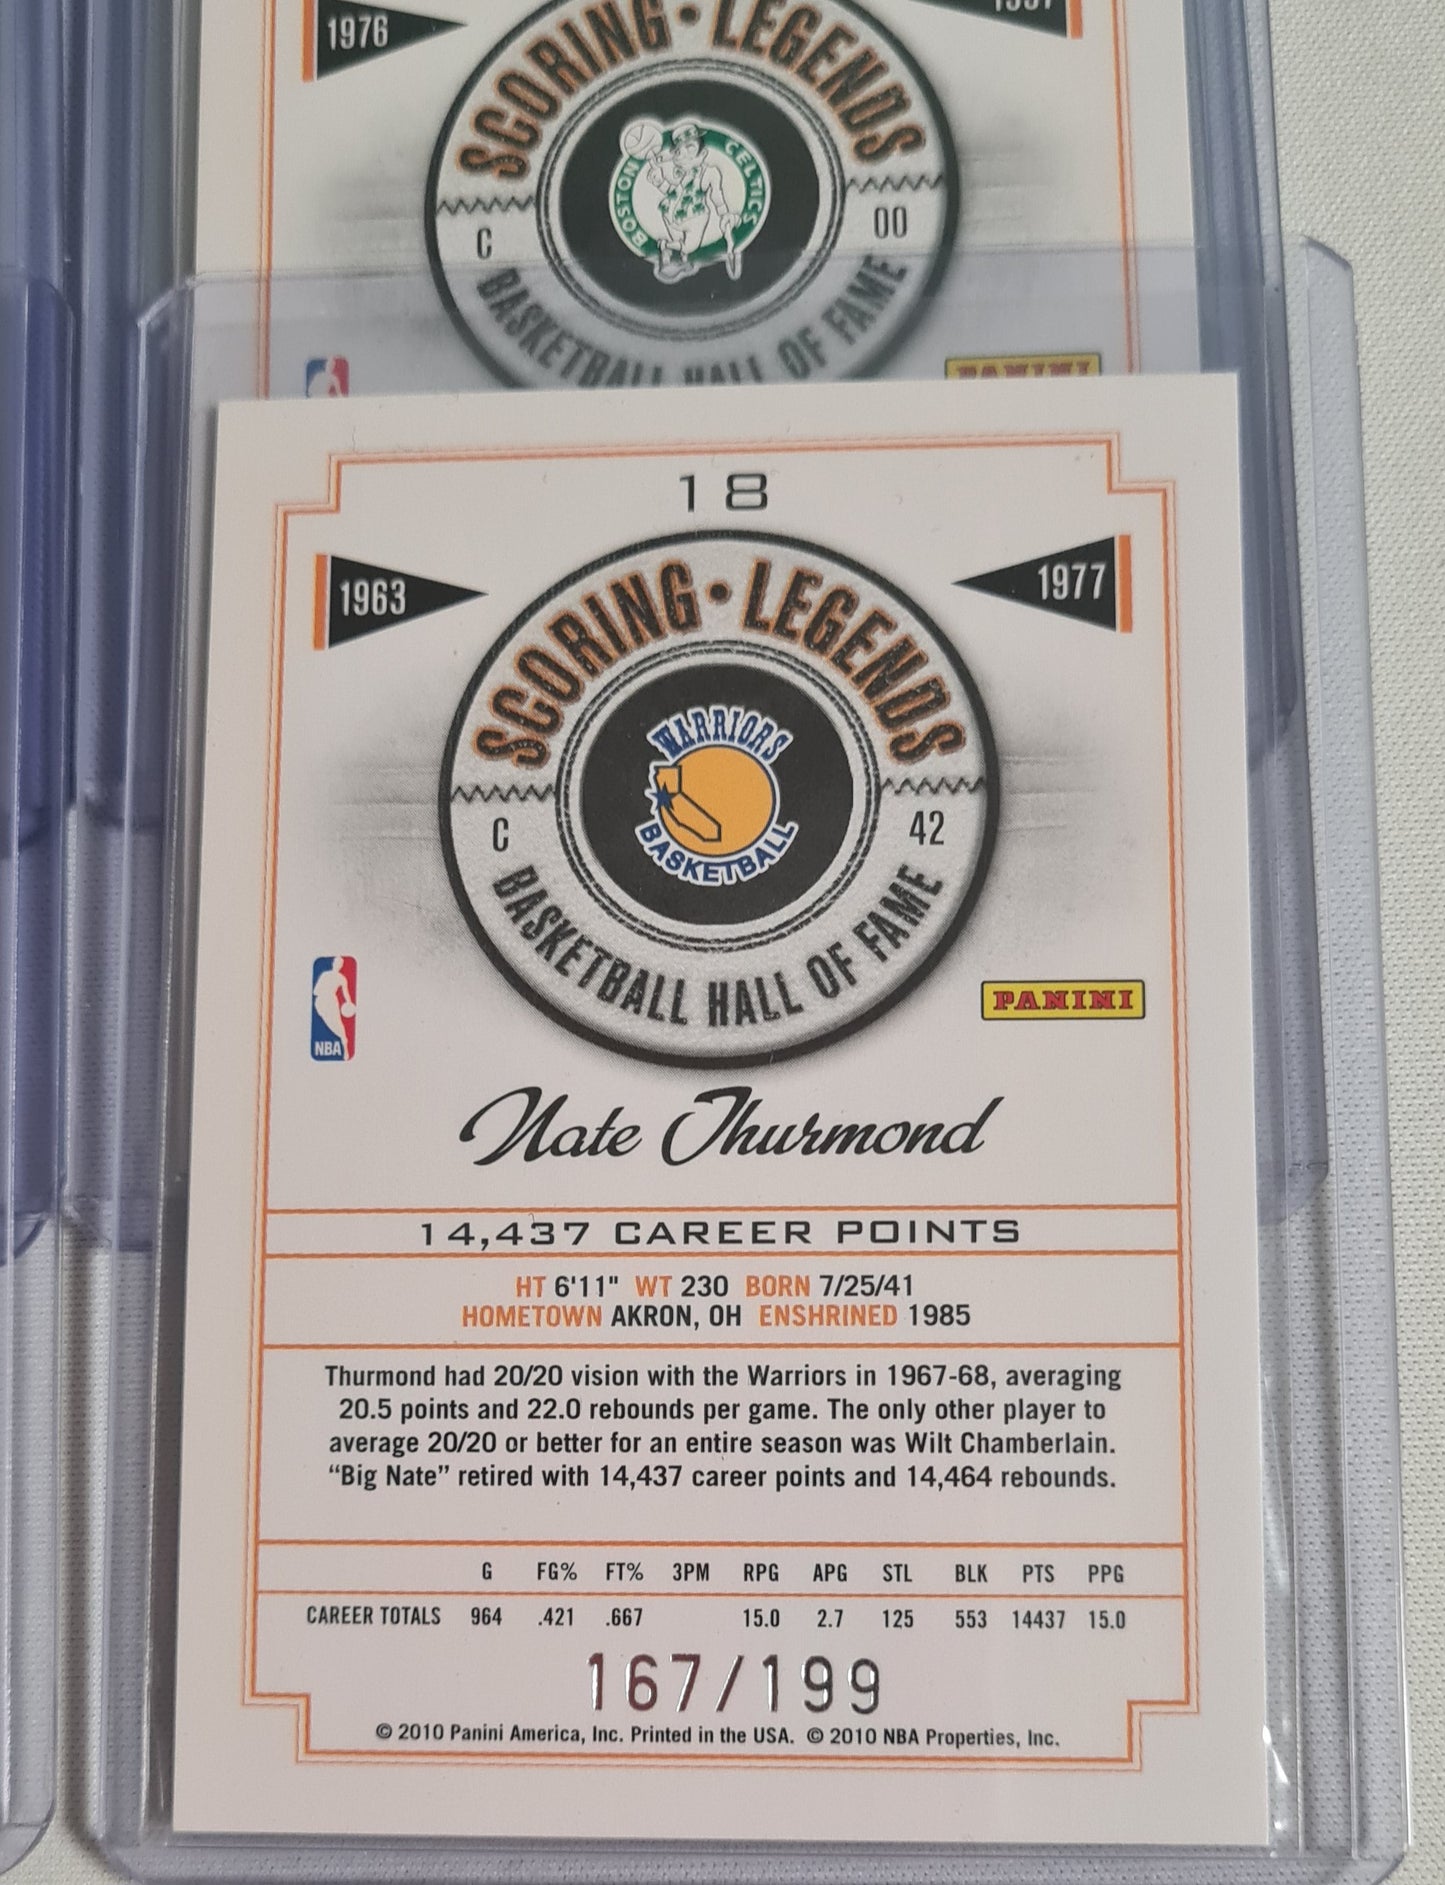 1976
SCORING • LEGENDS
BOSTON CELTICS
C
00
BASKETBALL HALL OF FAME
PANINI
18
1963
1977
SCORING • LEGENDS
WARRIORS
BASKETBALL
C
42
BASKETBALL HALL OF FAME
NBA
PANINI
Nate Thurmond
14,437 CAREER POINTS
HT 6'11" WT 230 BORN 7/25/41
HOMETOWN AKRON, OH ENSHRINED 1985
Thurmond had 20/20 vision with the Warriors in 1967-68, averaging
20.5 points and 22.0 rebounds per game. The only other player to
average 20/20 or better for an entire season was Wilt Chamberlain.
“Big Nate” retired with 14,437 career points and 14,464 rebounds.
G FG% FT% 3PM RPG APG STL BLK PTS PPG
CAREER TOTALS 964 .421 .667 15.0 2.7 125 553 14437 15.0
167/199
© 2010 Panini America, Inc. Printed in the USA. © 2010 NBA Properties, Inc.